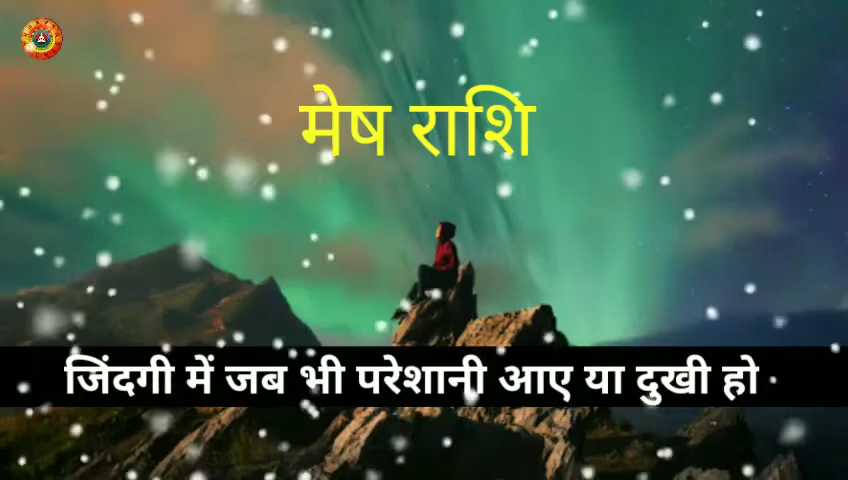 मेष राशि
जिंदगी में जब भी परेशानी आए या दुखी हो